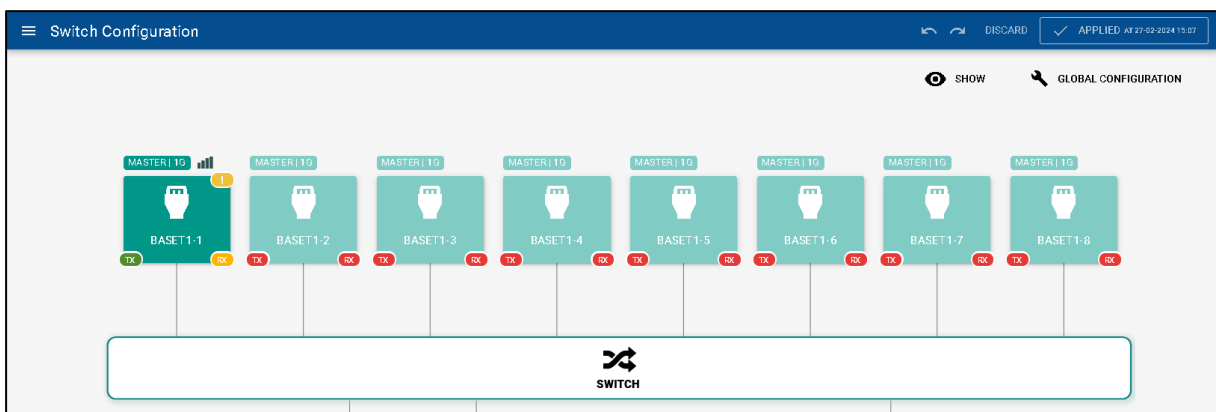 Switch Configuration
DISCARD
APPLIED AT 27-02-2024 15:07
SHOW
GLOBAL CONFIGURATION
MASTER | 1G MASTER | 1G MASTER | 1G MASTER | 1G MASTER | 1G MASTER | 1G MASTER | 1G MASTER | 1G
!
BASET1-1 BASET1-2 BASET1-3 BASET1-4 BASET1-5 BASET1-6 BASET1-7 BASET1-8
TX RX TX RX TX RX TX RX TX RX TX RX TX RX TX RX
SWITCH